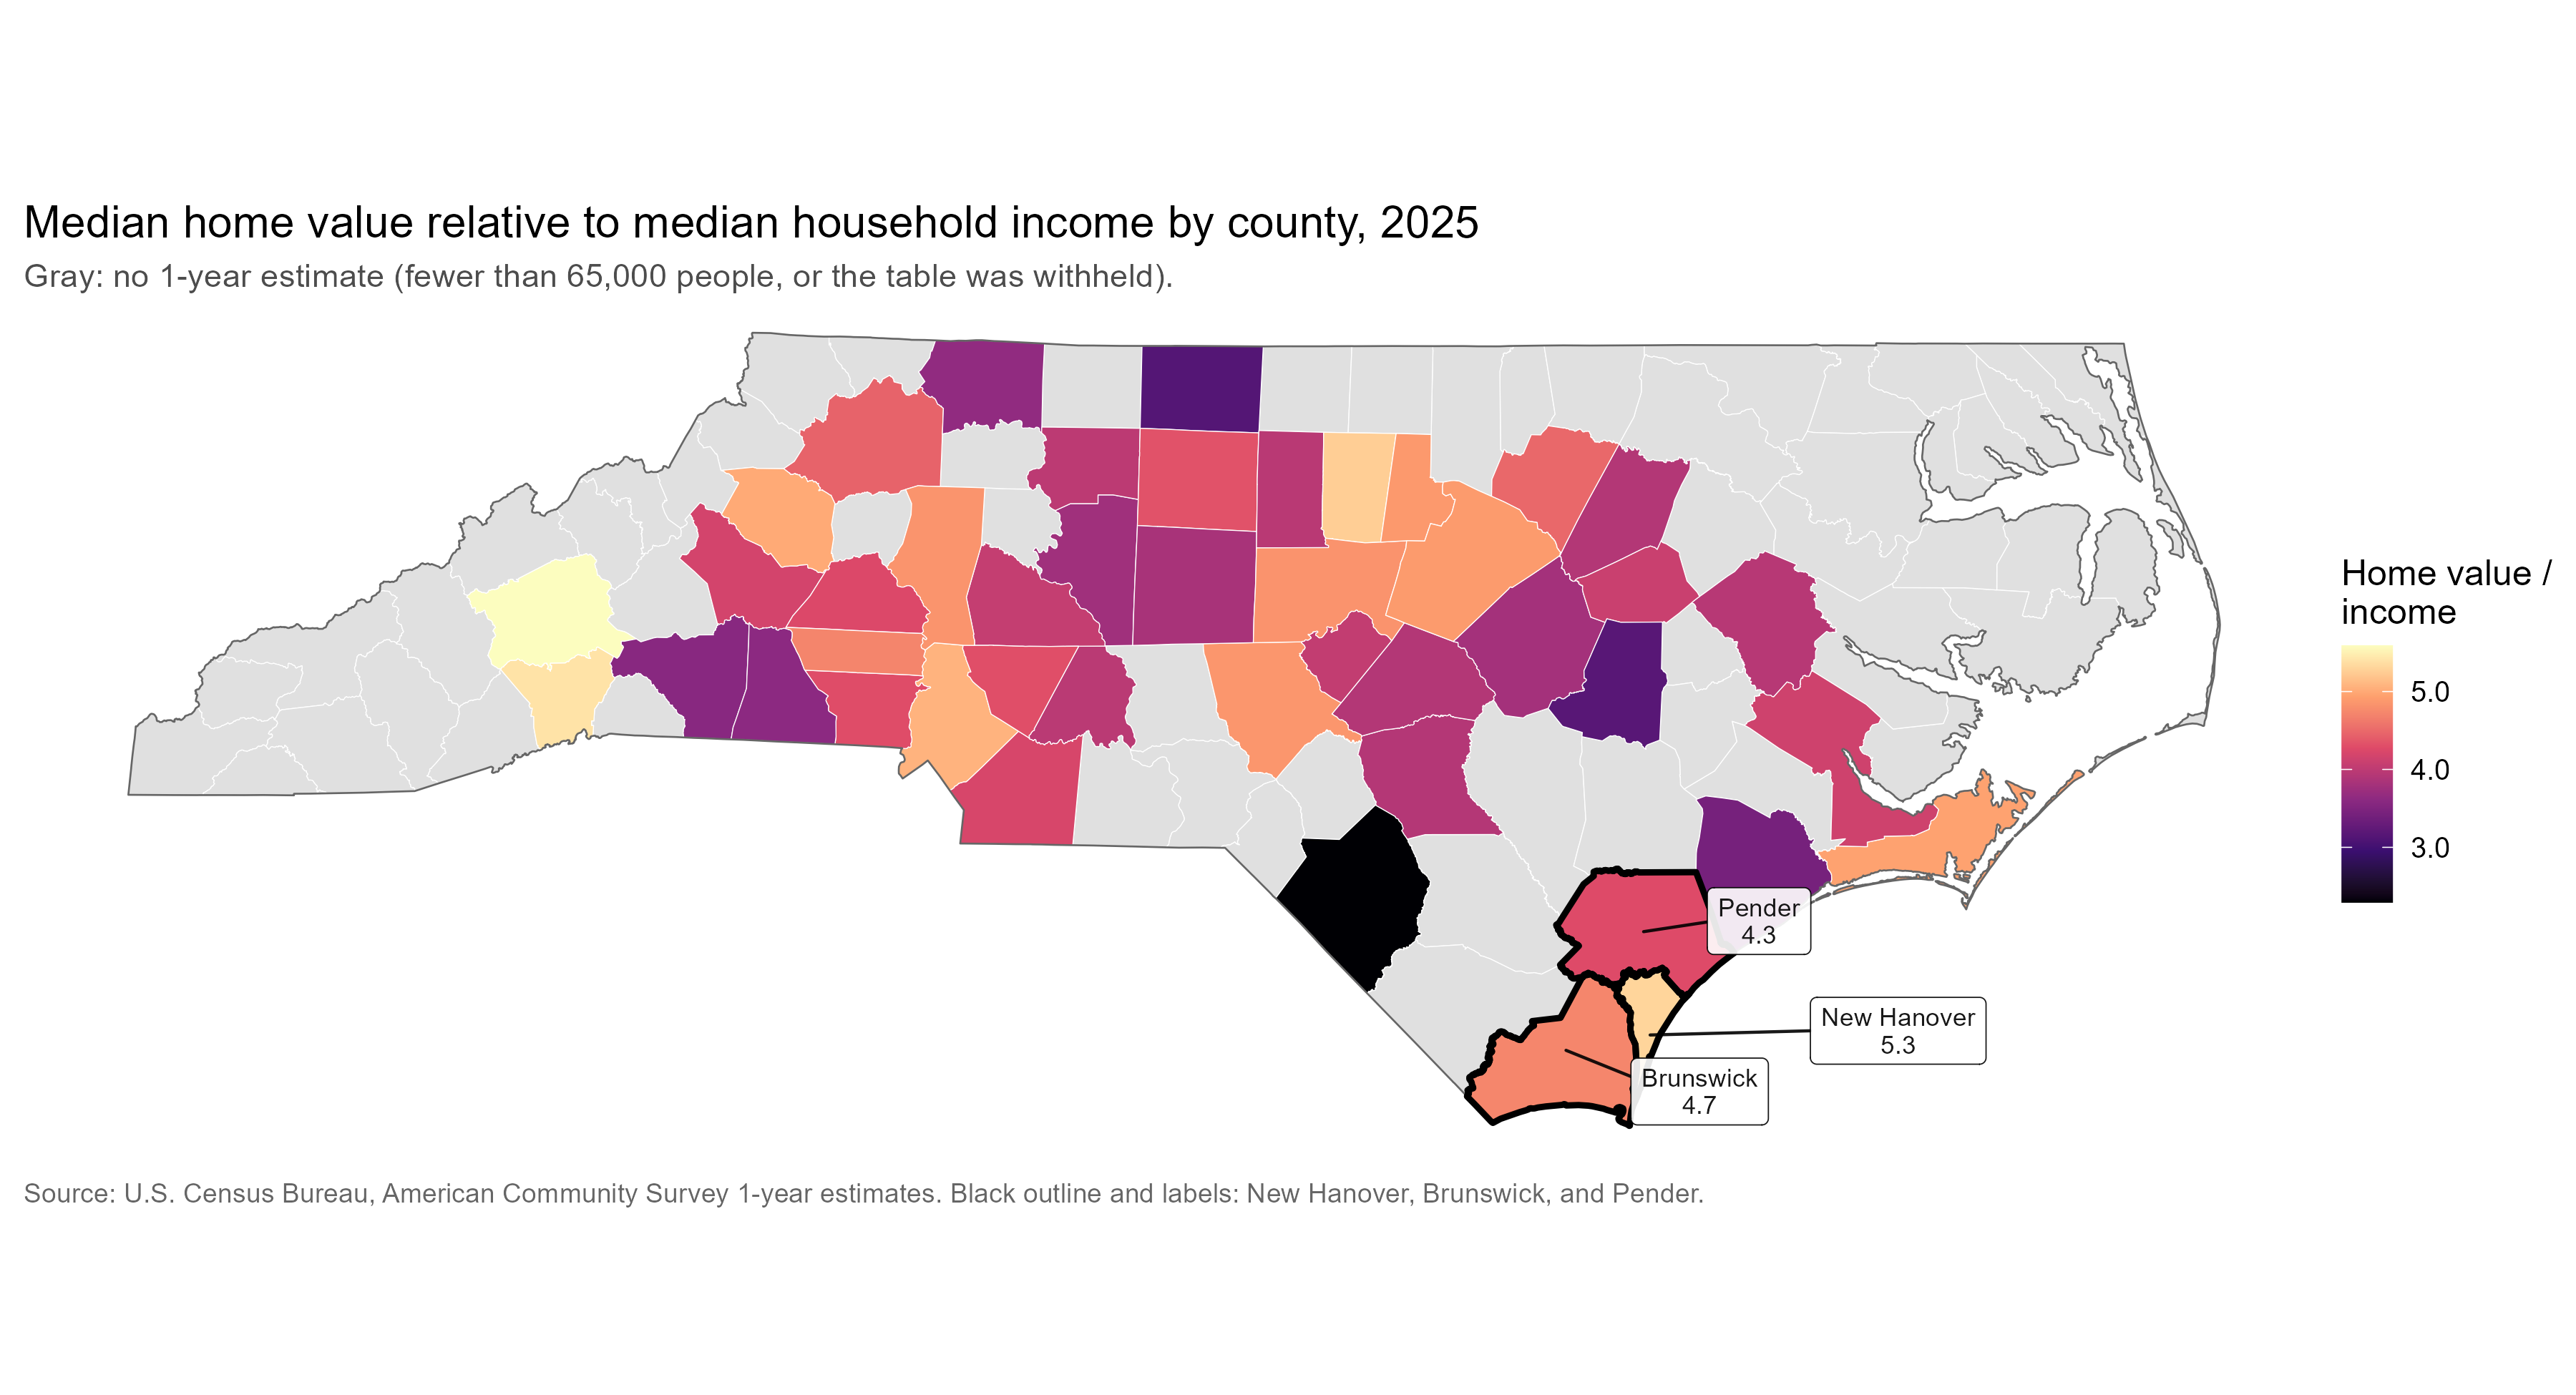 Median home value relative to median household income by county, 2025
Gray: no 1-year estimate (fewer than 65,000 people, or the table was withheld).
Home value /
income
5.0
4.0
3.0
Pender
4.3
New Hanover
5.3
Brunswick
4.7
Source: U.S. Census Bureau, American Community Survey 1-year estimates. Black outline and labels: New Hanover, Brunswick, and Pender.